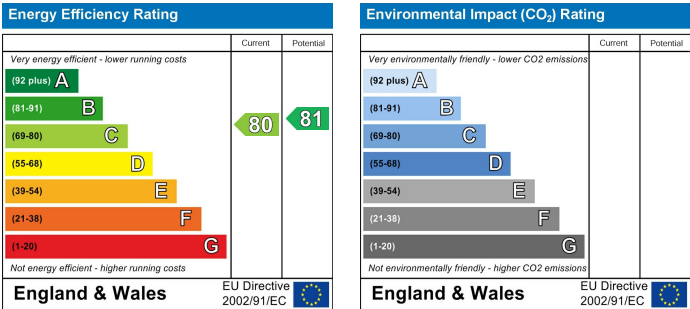 Energy Efficiency Rating
Current Potential
Very energy efficient - lower running costs
(92 plus) A
(81-91) B
(69-80) C
(55-68) D
(39-54) E
(21-38) F
(1-20) G
80
81
Not energy efficient - higher running costs
England & Wales
EU Directive
2002/91/EC
Environmental Impact (CO₂) Rating
Current Potential
Very environmentally friendly - lower CO2 emissions
(92 plus) A
(81-91) B
(69-80) C
(55-68) D
(39-54) E
(21-38) F
(1-20) G
Not environmentally friendly - higher CO2 emissions
England & Wales
EU Directive
2002/91/EC